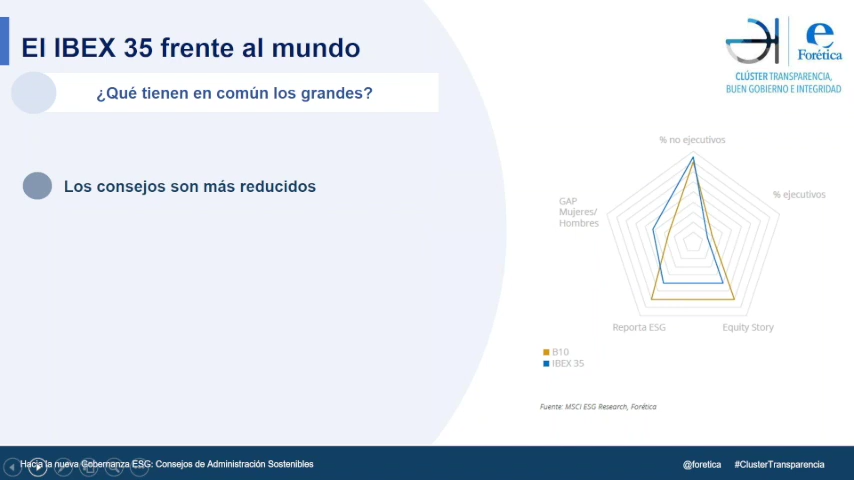 El IBEX 35 frente al mundo
¿Qué tienen en común los grandes?
Los consejos son más reducidos
e
Forética
CLÚSTER TRANSPARENCIA,
BUEN GOBIERNO E INTEGRIDAD
% no ejecutivos
% ejecutivos
GAP
Mujeres/
Hombres
Reporta ESG
Equity Story
B10
IBEX 35
Fuente: MSCI ESG Research, Forética
Hacia la nueva Gobernanza ESG: Consejos de Administración Sostenibles
@foretica #ClusterTransparencia